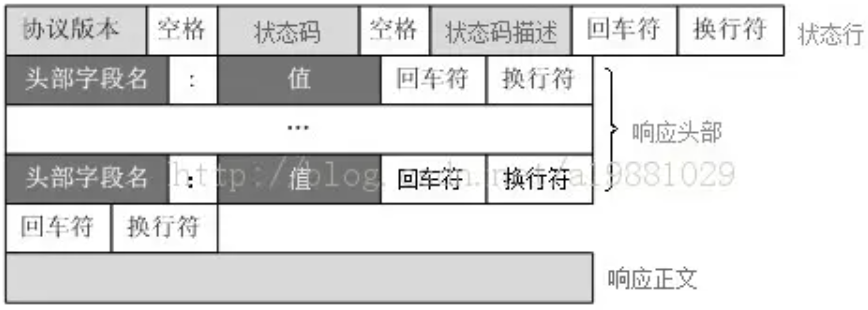 协议版本 空格 状态码 空格 状态码描述 回车符 换行符 状态行
头部字段名 : 值 回车符 换行符
...
响应头部
头部字段名 : 值 回车符 换行符
回车符 换行符
响应正文